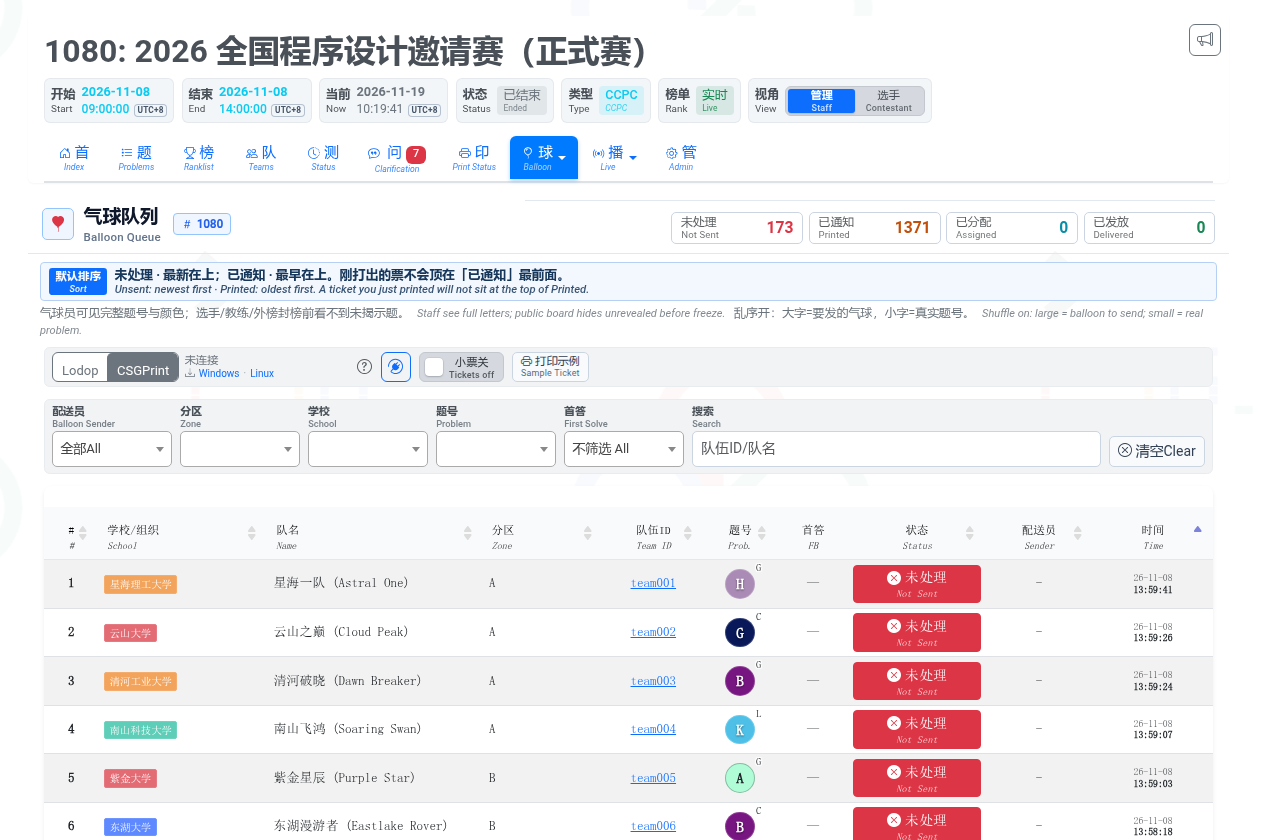 1080: 2026 全国程序设计邀请赛（正式赛）
开始 2026-11-08 结束 2026-11-08 当前 2026-11-19 状态 已结束 类型 CCPC 榜单 实时 视角 管理 选手
Start 09:00:00 UTC+8 End 14:00:00 UTC+8 Now 10:19:41 UTC+8 Status Ended Type CCPC Rank Live View Staff Contestant
首 题 榜 队 测 问 7 印 球 播 管
Index Problems Ranklist Teams Status Clarification Print Status Balloon Live Admin
气球队列 # 1080
Balloon Queue
未处理 173 已通知 1371 已分配 0 已发放 0
Not Sent Printed Assigned Delivered
默认排序 未处理 · 最新在上；已通知 · 最早在上。刚打出的票不会顶在「已通知」最前面。
Sort Unsent: newest first · Printed: oldest first. A ticket you just printed will not sit at the top of Printed.
气球员可见完整题号与颜色；选手/教练/外榜封榜前看不到未揭示题。 Staff see full letters; public board hides unrevealed before freeze. 乱序开：大字=要发的气球，小字=真实题号。 Shuffle on: large = balloon to send; small = real
problem.
Lodop CSGPrint 未连接 Windows · Linux ? 小票关 Tickets off 打印示例 Sample Ticket
配送员 分区 学校 题号 首答 搜索
Balloon Sender Zone School Problem First Solve Search
全部All 不筛选 All 队伍ID/队名 清空Clear
# 学校/组织 队名 分区 队伍ID 题号 首答 状态 配送员 时间
# School Name Zone Team ID Prob. FB Status Sender Time
1 星海理工大学 星海一队 (Astral One) A team001 H G — 未处理 Not Sent — 26-11-08 13:59:41
2 云山大学 云山之巅 (Cloud Peak) A team002 G C — 未处理 Not Sent — 26-11-08 13:59:26
3 清河工业大学 清河破晓 (Dawn Breaker) A team003 B G — 未处理 Not Sent — 26-11-08 13:59:24
4 南山科技大学 南山飞鸿 (Soaring Swan) A team004 K L — 未处理 Not Sent — 26-11-08 13:59:07
5 紫金大学 紫金星辰 (Purple Star) B team005 A G — 未处理 Not Sent — 26-11-08 13:59:03
6 东湖大学 东湖漫游者 (Eastlake Rover) B team006 B C — 未处理 Not Sent — 26-11-08 13:58:18